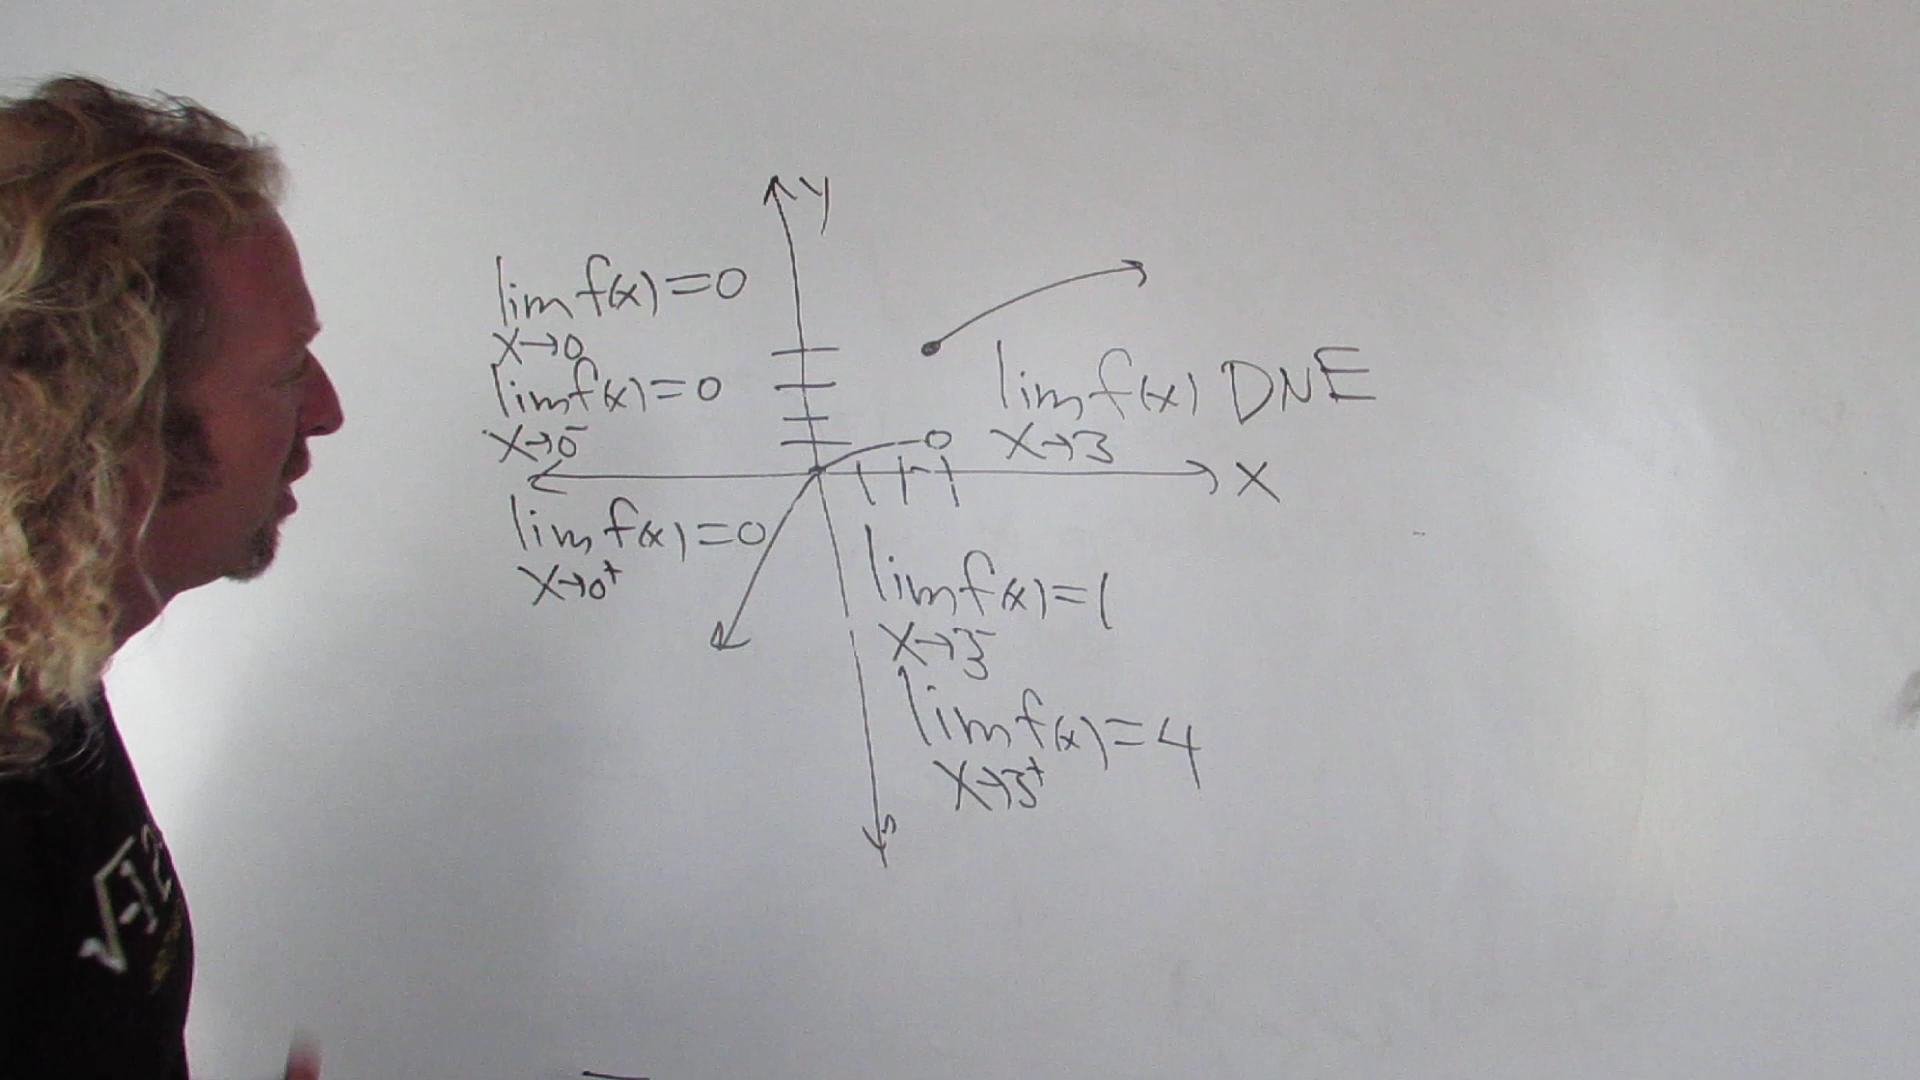 y
lim f(x) = 0
x→0
lim f(x) = 0
x→0⁻
lim f(x) = 0
x→0⁺
lim f(x) DNE
x→3
x
lim f(x) = 1
x→3⁻
lim f(x) = 4
x→3⁺